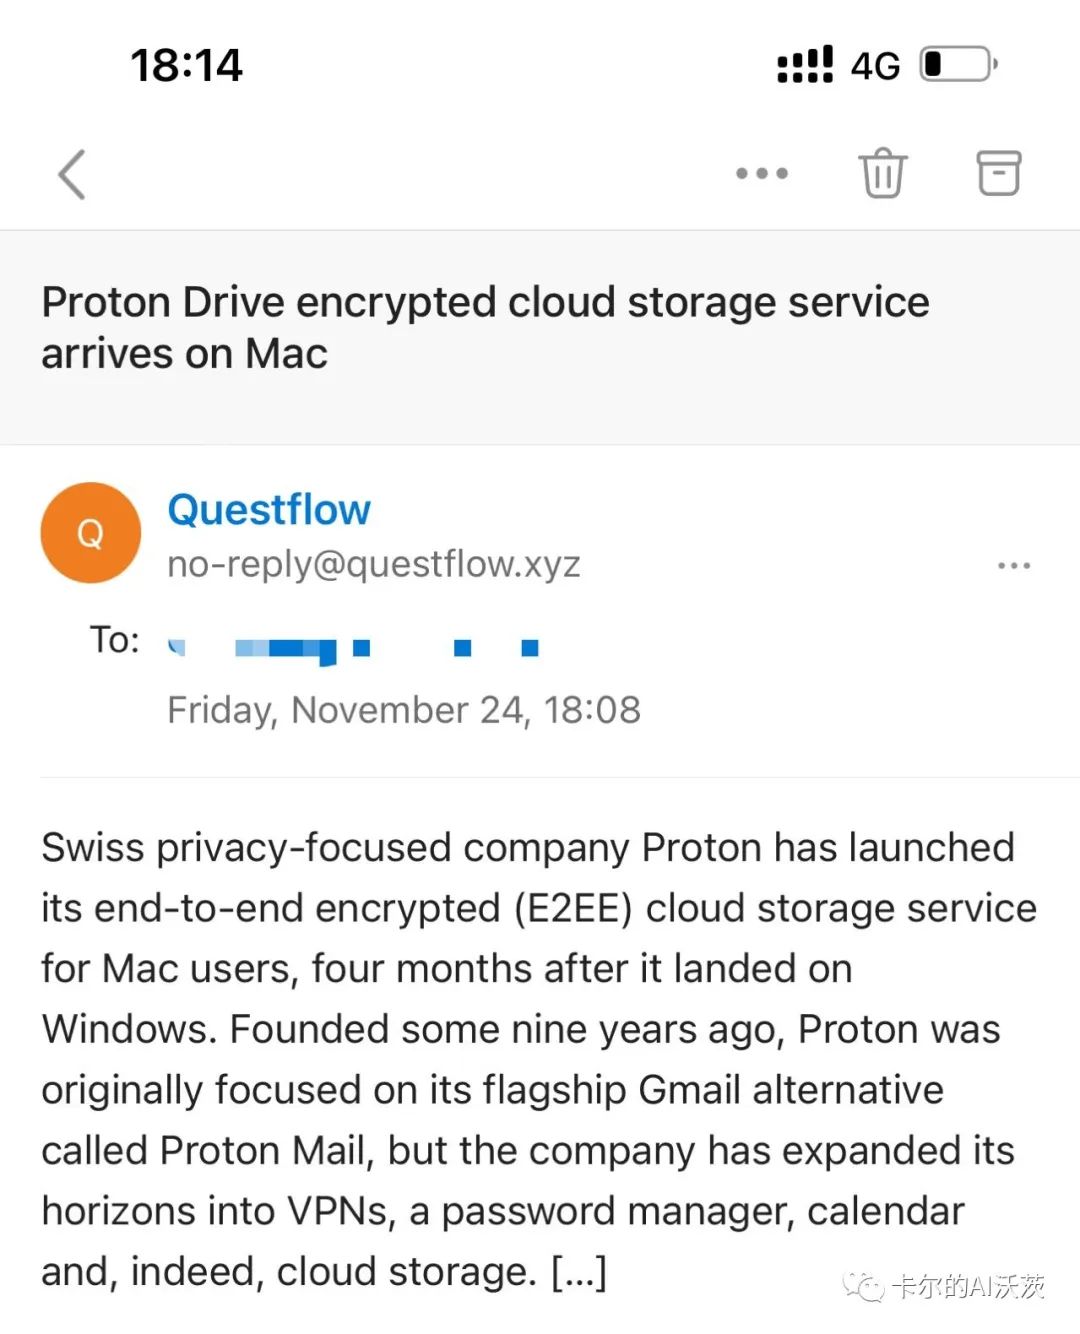 18:14
4G
Proton Drive encrypted cloud storage service
arrives on Mac
Q
Questflow
no-reply@questflow.xyz
To:
Friday, November 24, 18:08
Swiss privacy-focused company Proton has launched
its end-to-end encrypted (E2EE) cloud storage service
for Mac users, four months after it landed on
Windows. Founded some nine years ago, Proton was
originally focused on its flagship Gmail alternative
called Proton Mail, but the company has expanded its
horizons into VPNs, a password manager, calendar
and, indeed, cloud storage. [...]
卡尔的AI沃茨